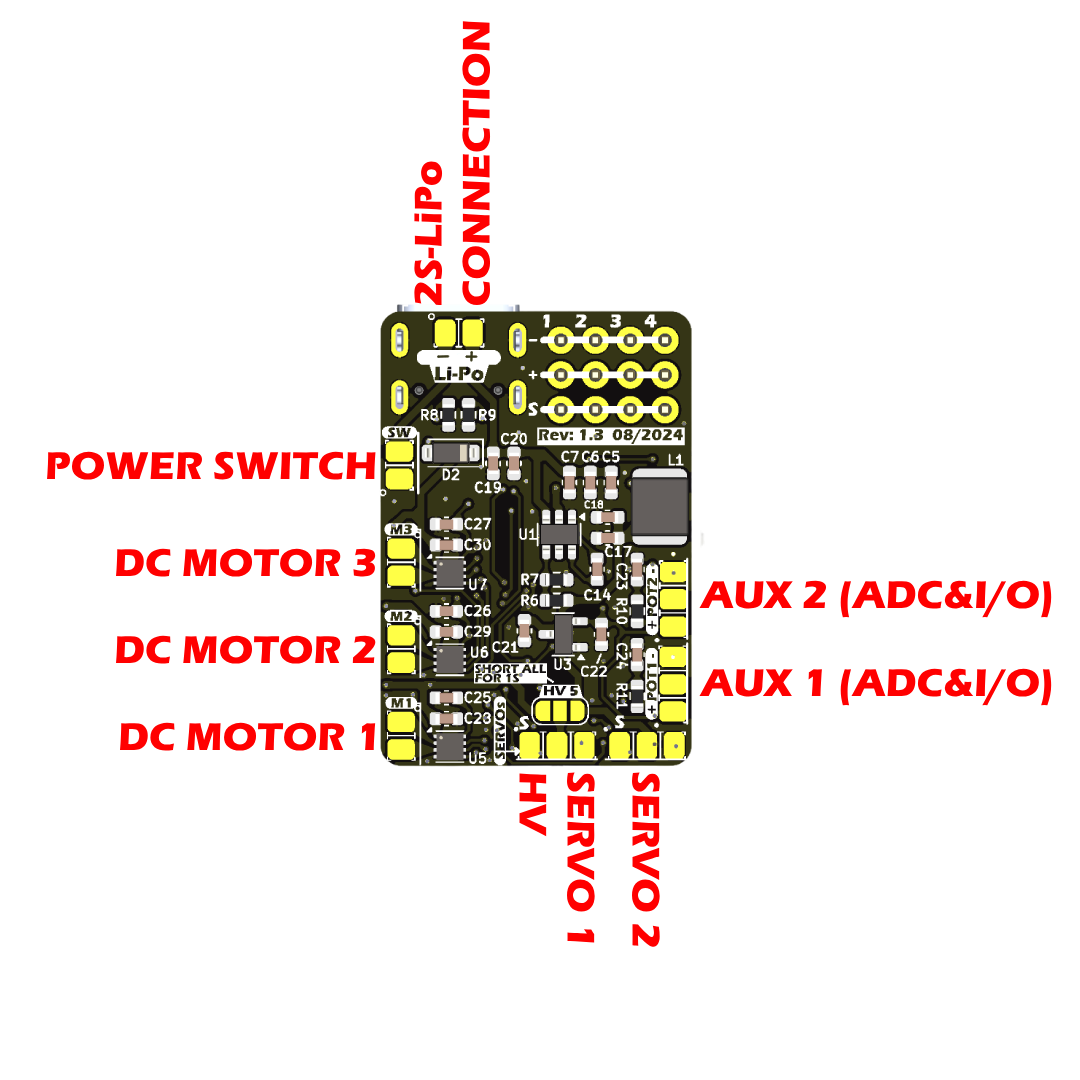 2S-LiPo
CONNECTION
1 2 3 4
-
+
S
- +
Li-Po
R8 R9
Rev: 1.3 08/2024
SW
POWER SWITCH
D2
C20
C19
C7 C6 C5
L1
C18
U1
C17
M3
C27
C30
DC MOTOR 3
U7
R7
R6
C14
C23
R10
+ POT2 -
AUX 2 (ADC&I/O)
M2
C26
C29
DC MOTOR 2
U6
C21
U3
C22
C24
R11
+ POT1 -
AUX 1 (ADC&I/O)
SHORT ALL
FOR 1S
HV 5
M1
C25
C28
DC MOTOR 1
U5
SERVOs
S
S
HV
SERVO 1
SERVO 2